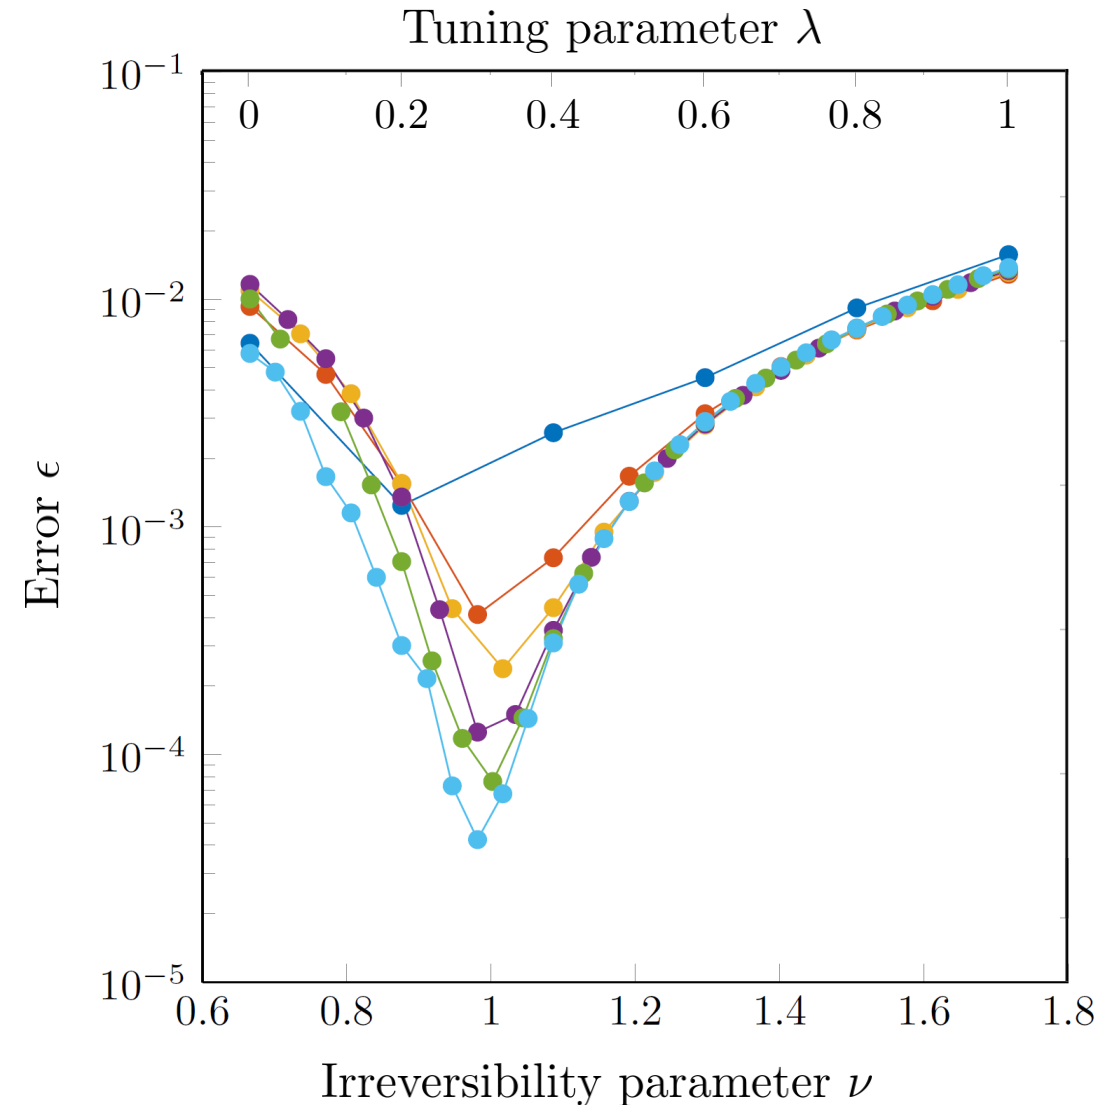 Tuning parameter λ
0 0.2 0.4 0.6 0.8 1
10−1
10−2
10−3
10−4
10−5
Error ϵ
0.6 0.8 1 1.2 1.4 1.6 1.8
Irreversibility parameter ν